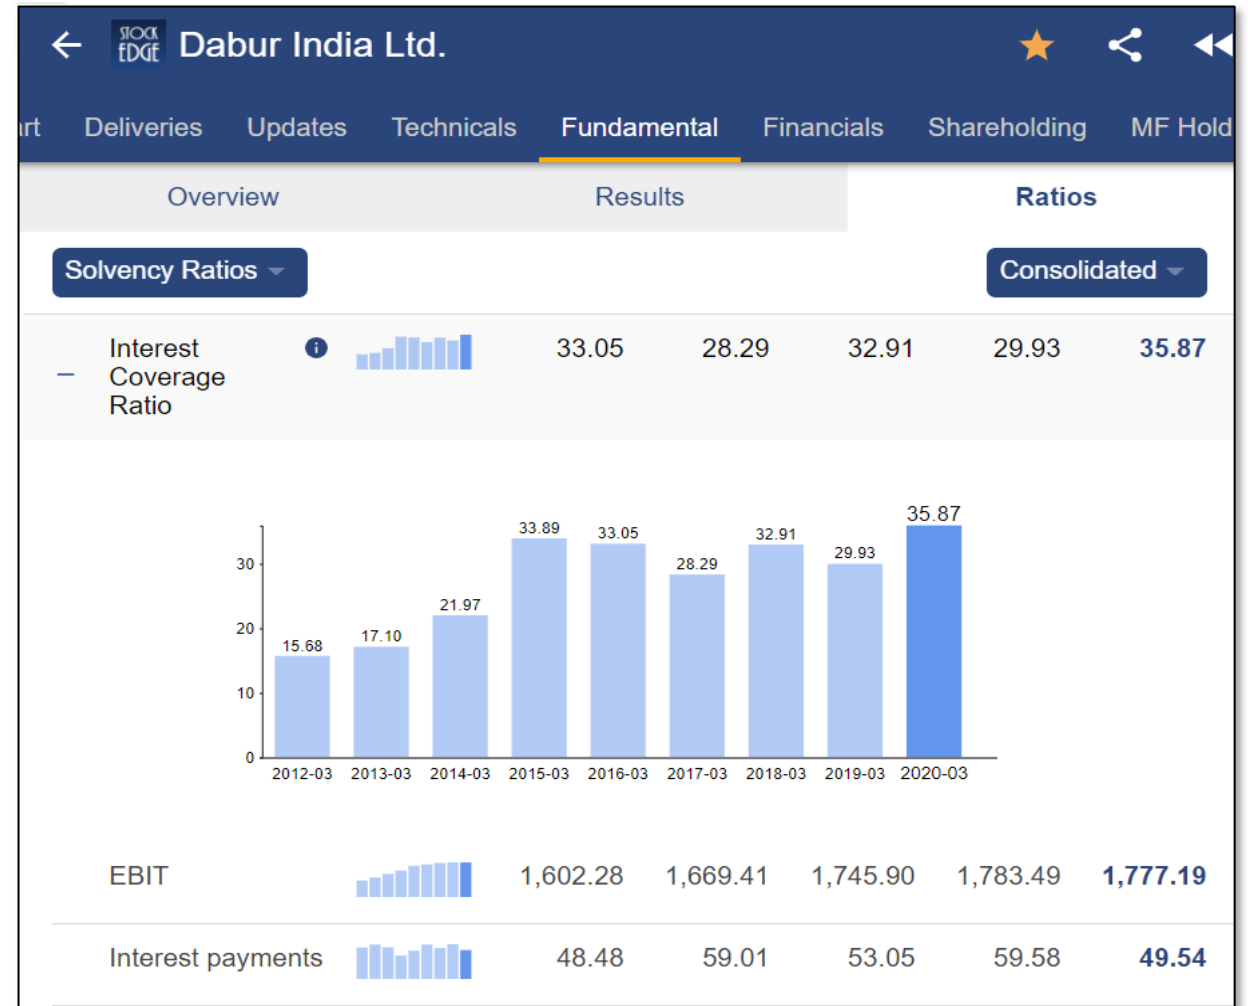 STOCK EDGE Dabur India Ltd.
art Deliveries Updates Technicals Fundamental Financials Shareholding MF Hold
Overview Results Ratios
Solvency Ratios Consolidated
Interest Coverage Ratio 33.05 28.29 32.91 29.93 35.87
35.87
33.89 33.05 32.91
29.93
30 28.29
21.97
20 15.68 17.10
10
0
2012-03 2013-03 2014-03 2015-03 2016-03 2017-03 2018-03 2019-03 2020-03
EBIT 1,602.28 1,669.41 1,745.90 1,783.49 1,777.19
Interest payments 48.48 59.01 53.05 59.58 49.54